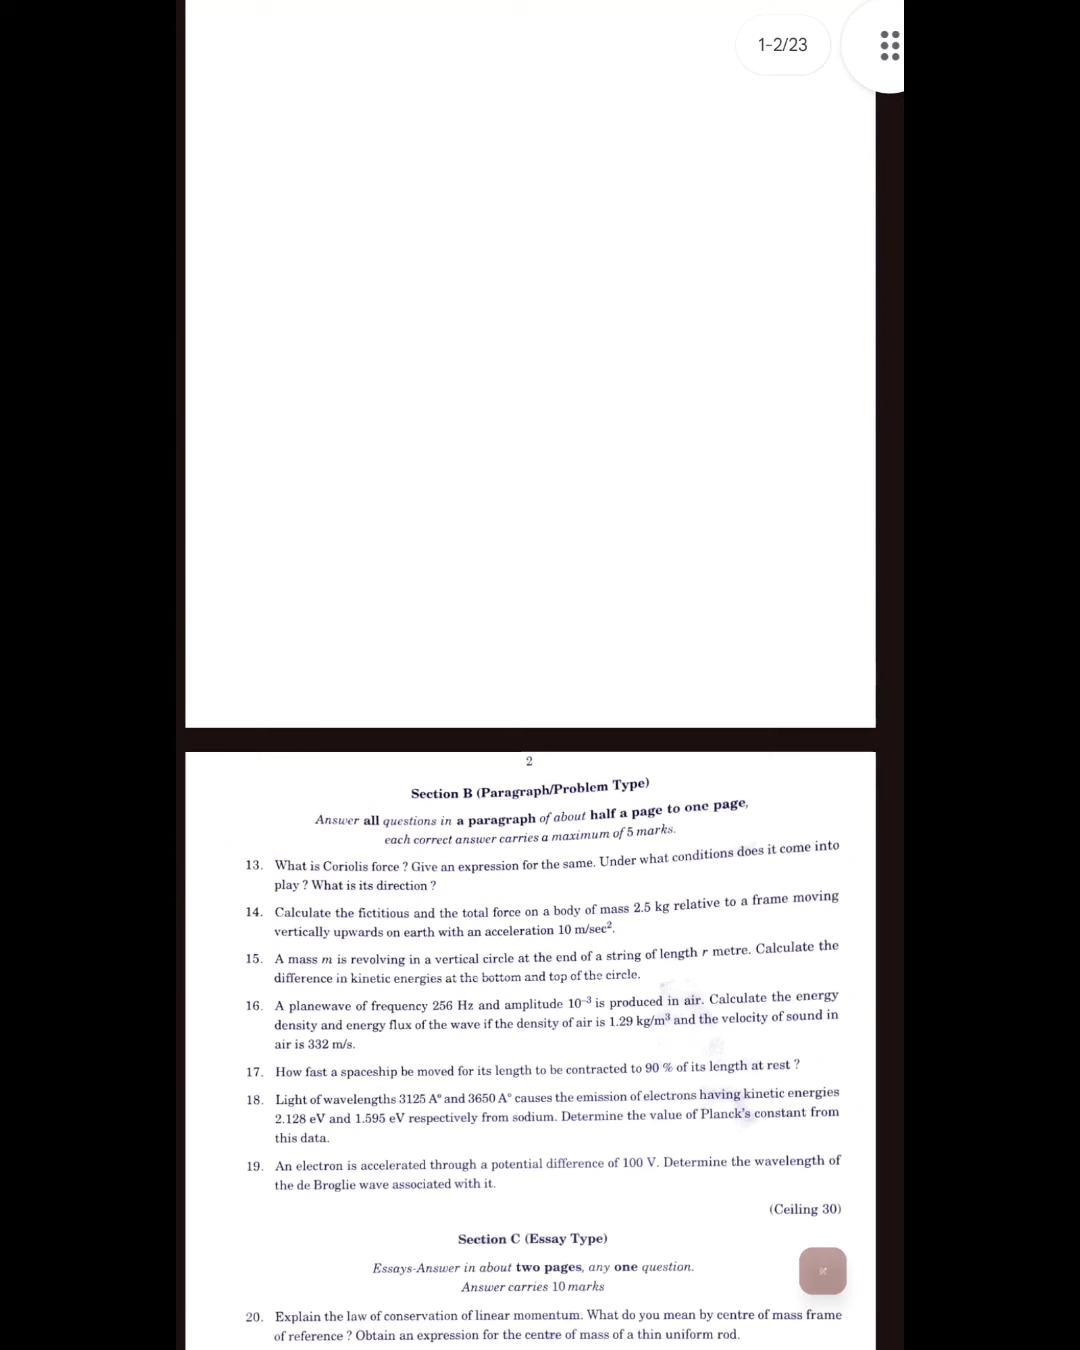 1-2/23
2
Section B (Paragraph/Problem Type)
Answer all questions in a paragraph of about half a page to one page,
each correct answer carries a maximum of 5 marks.
13. What is Coriolis force ? Give an expression for the same. Under what conditions does it come into
play ? What is its direction ?
14. Calculate the fictitious and the total force on a body of mass 2.5 kg relative to a frame moving
vertically upwards on earth with an acceleration 10 m/sec².
15. A mass m is revolving in a vertical circle at the end of a string of length r metre. Calculate the
difference in kinetic energies at the bottom and top of the circle.
16. A planewave of frequency 256 Hz and amplitude 10⁻³ is produced in air. Calculate the energy
density and energy flux of the wave if the density of air is 1.29 kg/m³ and the velocity of sound in
air is 332 m/s.
17. How fast a spaceship be moved for its length to be contracted to 90 % of its length at rest ?
18. Light of wavelengths 3125 A° and 3650 A° causes the emission of electrons having kinetic energies
2.128 eV and 1.595 eV respectively from sodium. Determine the value of Planck's constant from
this data.
19. An electron is accelerated through a potential difference of 100 V. Determine the wavelength of
the de Broglie wave associated with it.
(Ceiling 30)
Section C (Essay Type)
Essays-Answer in about two pages, any one question.
Answer carries 10 marks
20. Explain the law of conservation of linear momentum. What do you mean by centre of mass frame
of reference ? Obtain an expression for the centre of mass of a thin uniform rod.